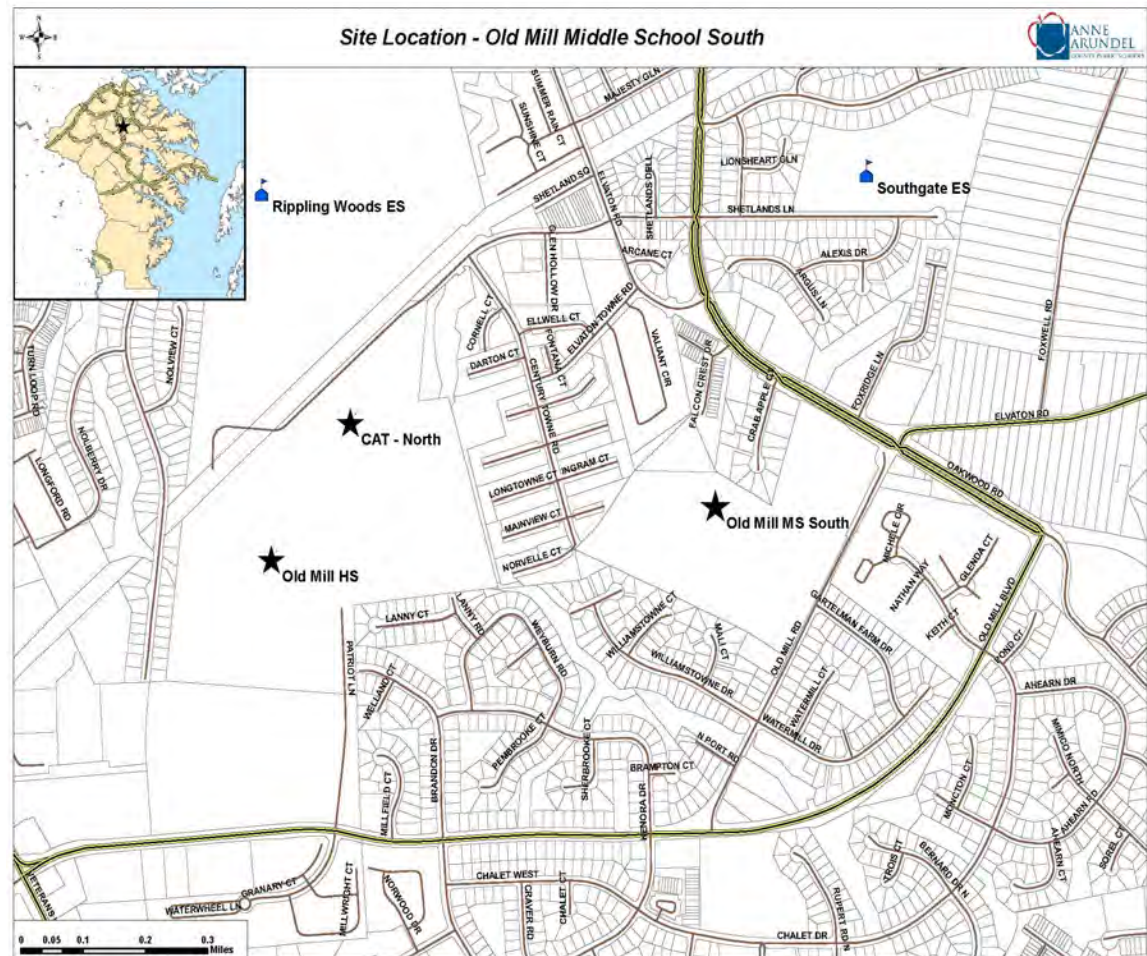 Site Location - Old Mill Middle School South
ANNE
ARUNDEL
COUNTY PUBLIC SCHOOLS
N
SUMMER RAIN CT
SUNSHINE CT
MAJESTY GLN
SHETLAND SQ
ELVATON RD
SHETLANDS DELL
LIONSHEART GLN
Southgate ES
Rippling Woods ES
SHETLANDS LN
GLEN HOLLOW DR
ARCANE CT
ALEXIS DR
ARGUS LN
CORNELL CT
ELLWELL CT
ELVATON TOWNE RD
VALIANT CIR
FONTANA CT
DARTON CT
CENTURY TOWNE RD
FALCON CREST DR
CRAB APPLE CT
FOXRIDGE LN
FOXWELL RD
ELVATON RD
NOLVIEW CT
TURN LOOP RD
NOLBERRY DR
LONGFORD RD
CAT - North
LONGTOWNE CT
INGRAM CT
MAINVIEW CT
NORVELLE CT
OAKWOOD RD
Old Mill MS South
Old Mill HS
MICHELE CIR
NATHAN WAY
GLENDA CT
KEITH CT
OLD MILL BLVD
POND CT
GARTELMAN FARM DR
OLD MILL RD
LANNY CT
LANNY RD
WEYBURN RD
WILLIAMSTOWNE CT
MALI CT
WILLIAMSTOWNE DR
WATERMILL CT
WATERMILL DR
PATRIOT LN
WELLAND CT
PEMBROOKE CT
SHERBROOKE CT
BRANDON DR
MILLFIELD CT
N PORT RD
BRAMPTON CT
KENORA DR
AHEARN DR
MIMICO NORTH
MONCTON CT
AHEARN RD
AHEARN CT
SOREL CT
TROIS CT
BERNARD DR N
RUPERT RD N
CHALET WEST
CRAVER RD
CHALET CT
CHALET DR
VETERANS
GRANARY CT
WATERWHEEL LN
MILLWRIGHT CT
NORWOOD DR
0 0.05 0.1 0.2 0.3
Miles